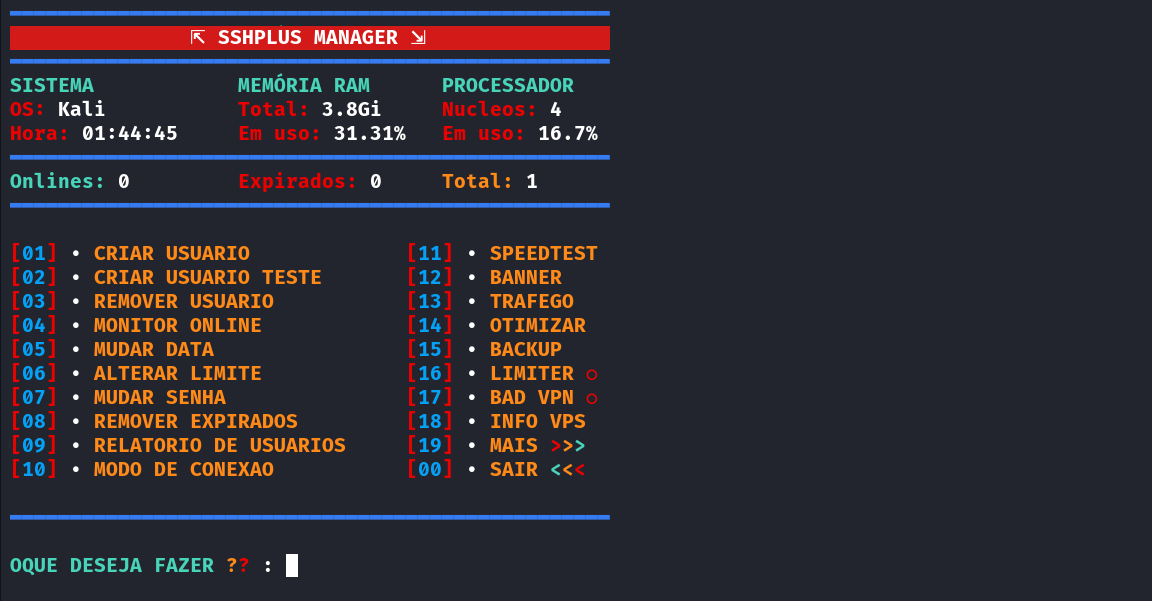 ⇱ SSHPLUS MANAGER ⇲
SISTEMA MEMÓRIA RAM PROCESSADOR
OS: Kali Total: 3.8Gi Nucleos: 4
Hora: 01:44:45 Em uso: 31.31% Em uso: 16.7%
Onlines: 0 Expirados: 0 Total: 1
[01] • CRIAR USUARIO [11] • SPEEDTEST
[02] • CRIAR USUARIO TESTE [12] • BANNER
[03] • REMOVER USUARIO [13] • TRAFEGO
[04] • MONITOR ONLINE [14] • OTIMIZAR
[05] • MUDAR DATA [15] • BACKUP
[06] • ALTERAR LIMITE [16] • LIMITER ○
[07] • MUDAR SENHA [17] • BAD VPN ○
[08] • REMOVER EXPIRADOS [18] • INFO VPS
[09] • RELATORIO DE USUARIOS [19] • MAIS >>>
[10] • MODO DE CONEXAO [00] • SAIR <<<
OQUE DESEJA FAZER ?? :